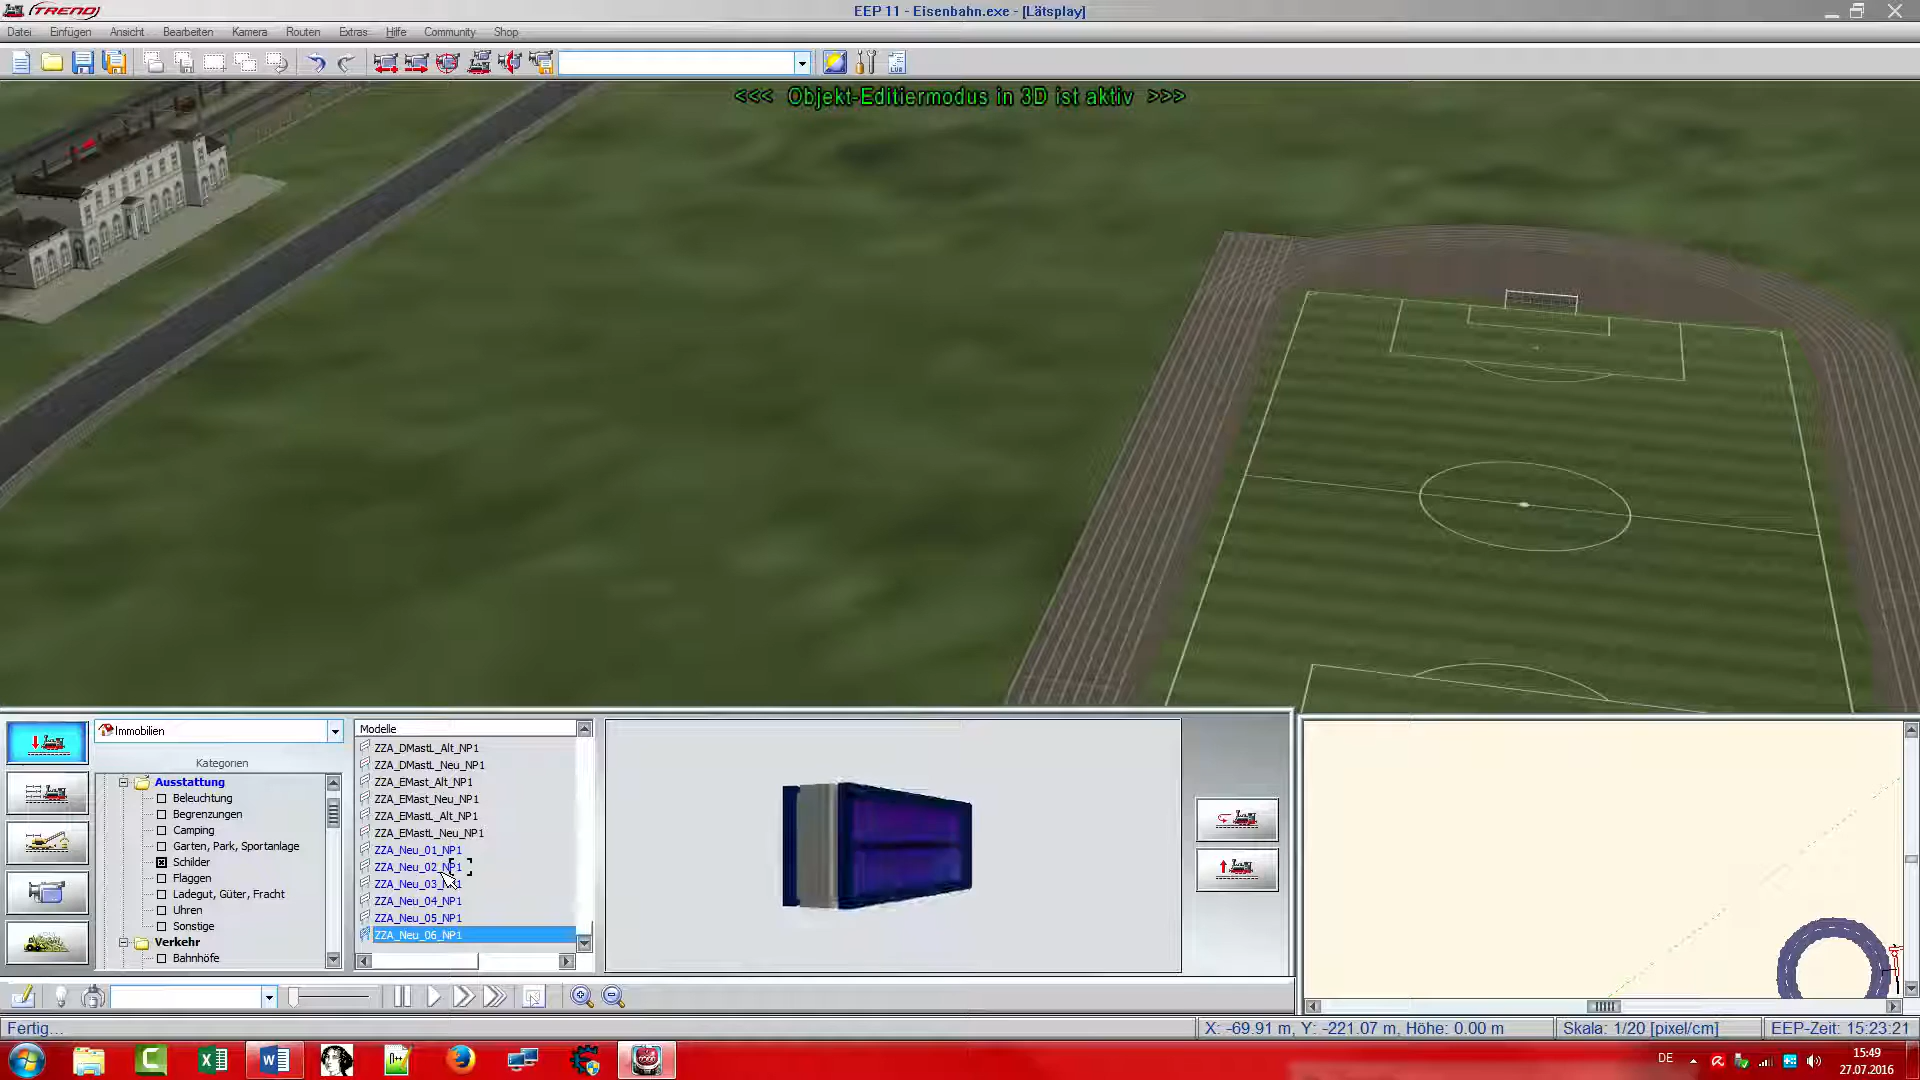 TREND
EEP 11 - Eisenbahn.exe - [Lätsplay]
Datei Einfügen Ansicht Bearbeiten Kamera Routen Extras Hilfe Community Shop
<<< Objekt-Editiermodus in 3D ist aktiv >>>
Immobilien
Kategorien
Ausstattung
Beleuchtung
Begrenzungen
Camping
Garten, Park, Sportanlage
Schilder
Flaggen
Ladegut, Güter, Fracht
Uhren
Sonstige
Verkehr
Bahnhöfe
Modelle
ZZA_DMastL_Alt_NP1
ZZA_DMastL_Neu_NP1
ZZA_EMast_Alt_NP1
ZZA_EMast_Neu_NP1
ZZA_EMastL_Alt_NP1
ZZA_EMastL_Neu_NP1
ZZA_Neu_01_NP1
ZZA_Neu_02_NP1
ZZA_Neu_03_NP1
ZZA_Neu_04_NP1
ZZA_Neu_05_NP1
ZZA_Neu_06_NP1
Fertig...
X: -69.91 m, Y: -221.07 m, Höhe: 0.00 m
Skala: 1/20 [pixel/cm]
EEP-Zeit: 15:23:21
DE
15:49
27.07.2016